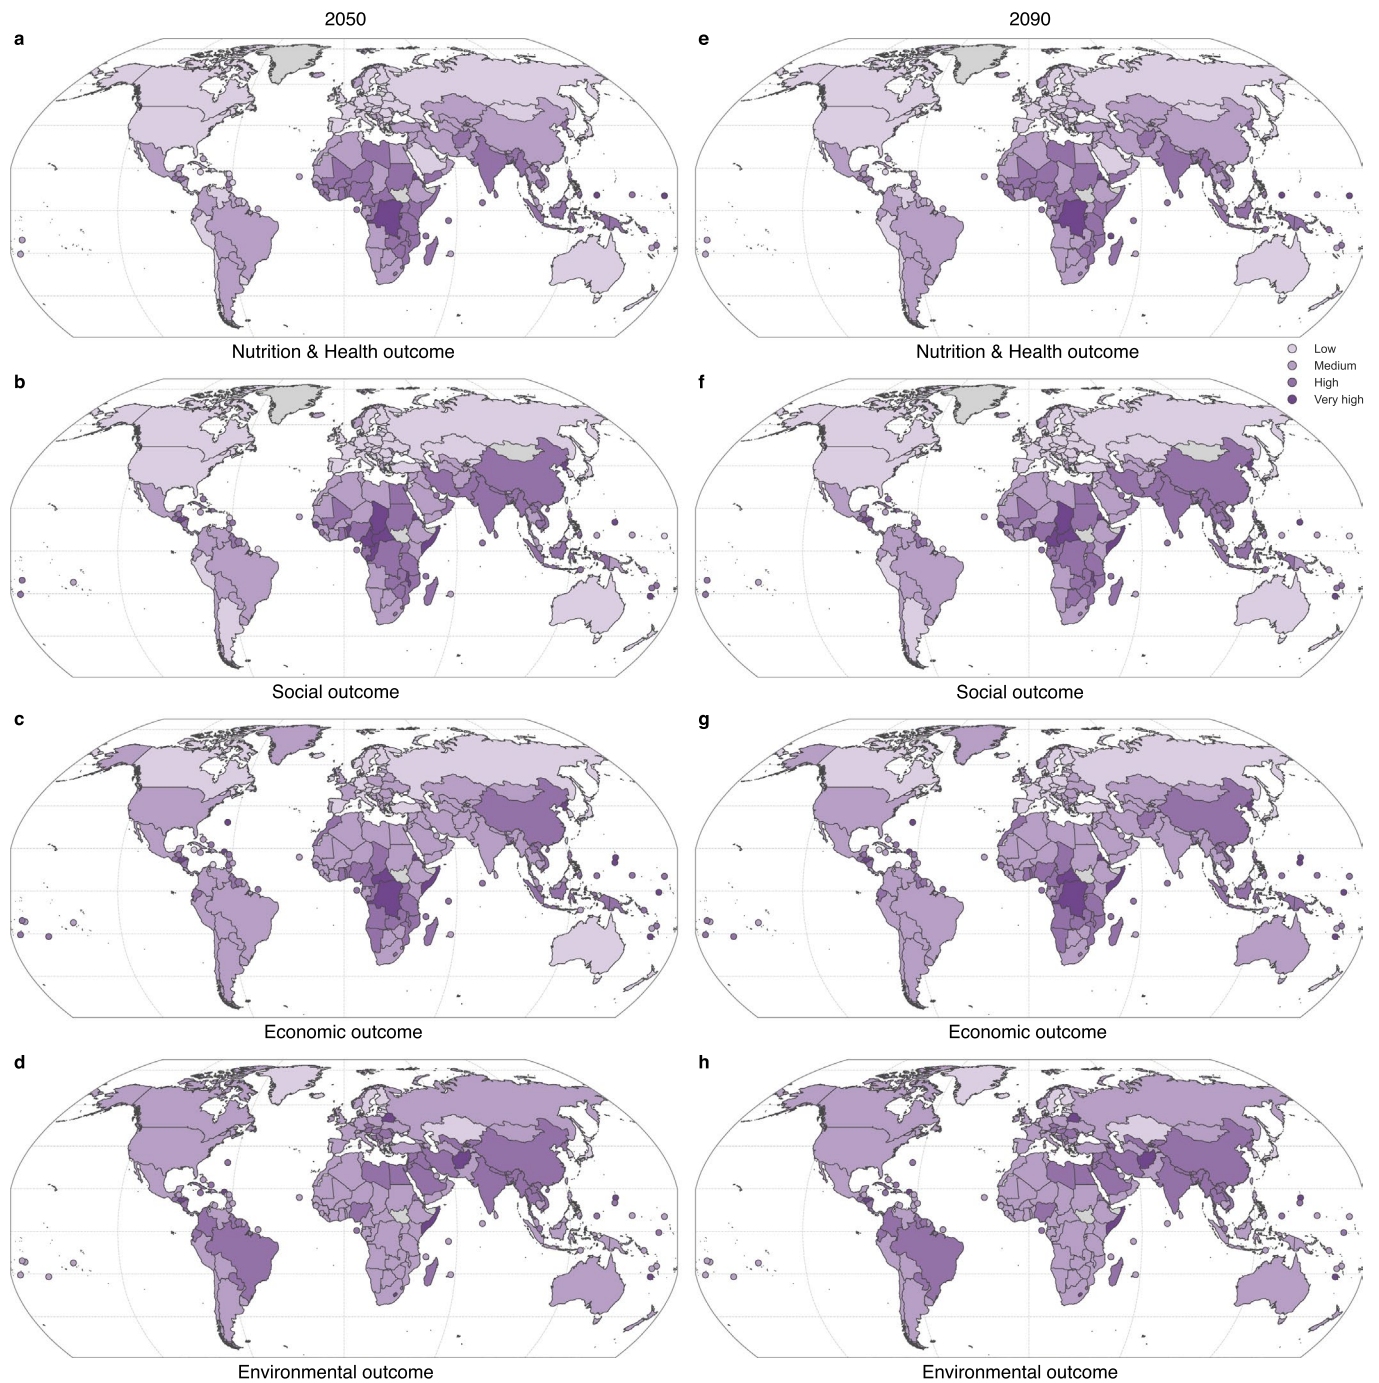 2050
2090
a
e
Nutrition & Health outcome
Nutrition & Health outcome
Low
Medium
High
Very high
b
f
Social outcome
Social outcome
c
g
Economic outcome
Economic outcome
d
h
Environmental outcome
Environmental outcome